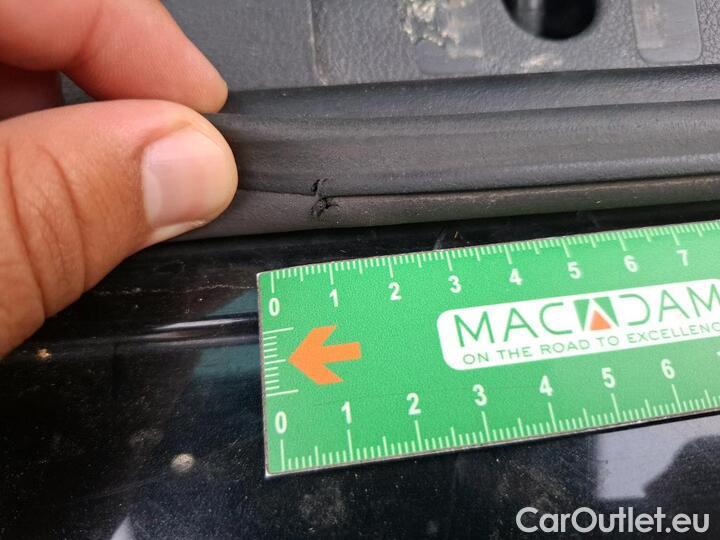 0 1 2 3 4 5 6 7
MACADAM
ON THE ROAD TO EXCELLENC
0 1 2 3 4 5 6
CarOutlet.eu